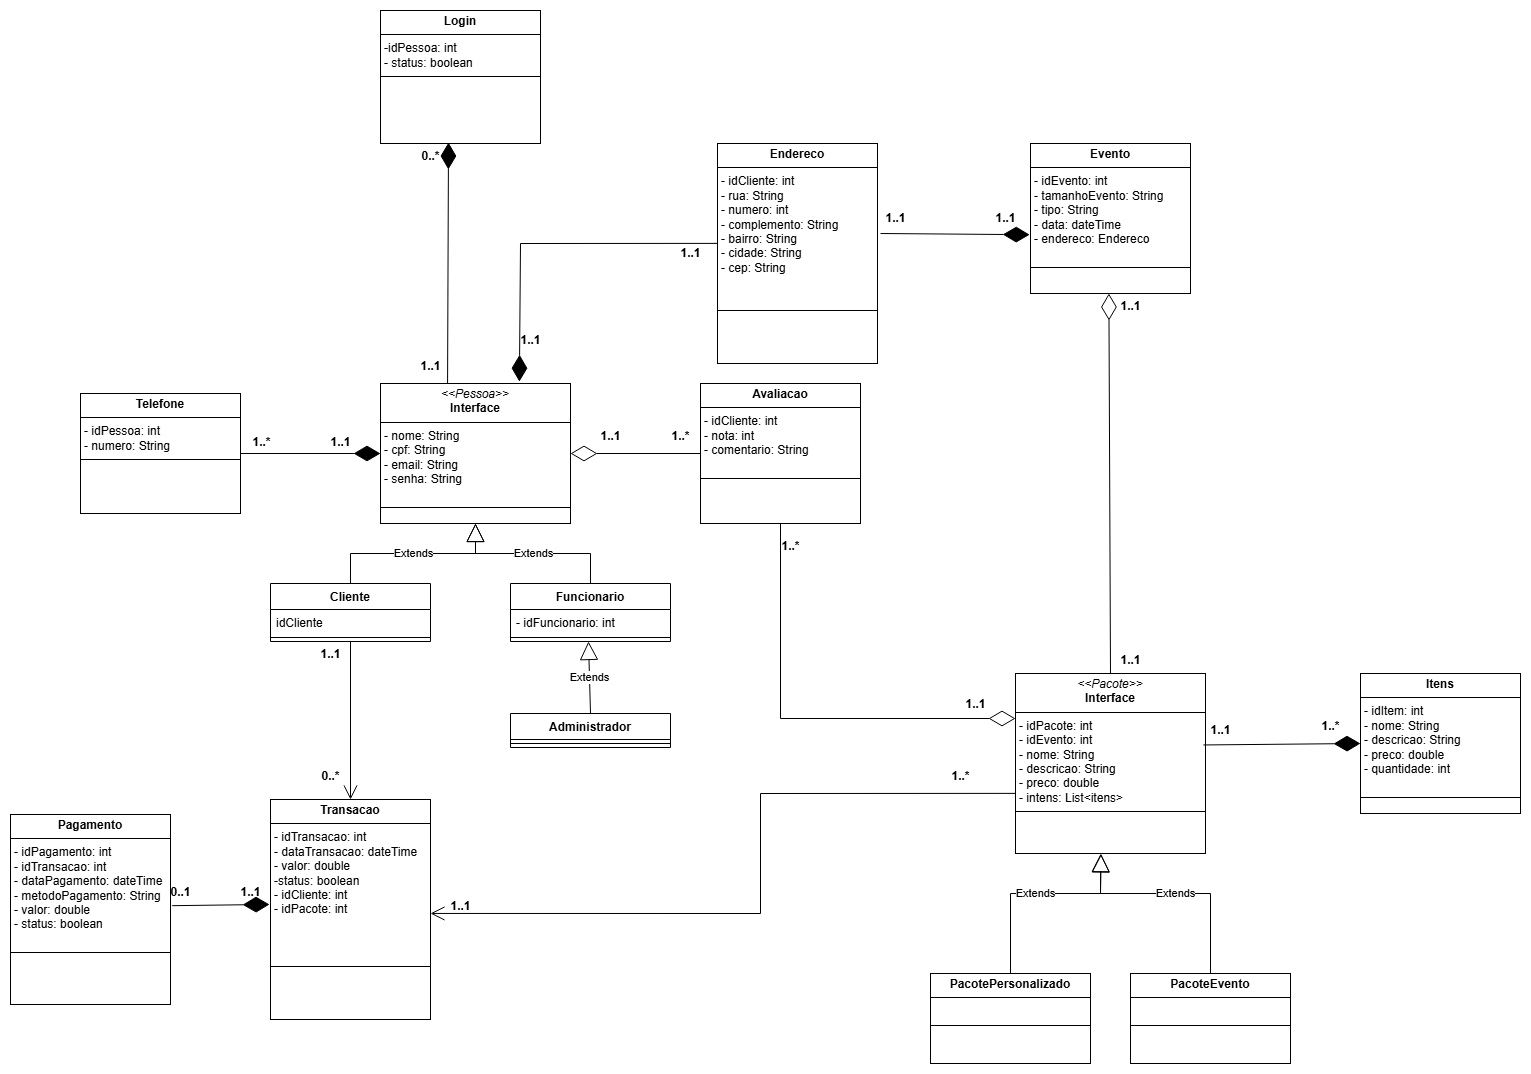 Login
-idPessoa: int
- status: boolean
0..*
1..1
Endereco
- idCliente: int
- rua: String
- numero: int
- complemento: String
- bairro: String
- cidade: String
- cep: String
1..1
1..1
1..1
1..1
Evento
- idEvento: int
- tamanhoEvento: String
- tipo: String
- data: dateTime
- endereco: Endereco
1..1
1..1
Telefone
- idPessoa: int
- numero: String
1..*
1..1
<<Pessoa>>
Interface
- nome: String
- cpf: String
- email: String
- senha: String
1..1
1..*
Avaliacao
- idCliente: int
- nota: int
- comentario: String
1..*
1..1
Extends
Extends
Cliente
idCliente
Funcionario
- idFuncionario: int
Extends
Administrador
1..1
0..*
<<Pacote>>
Interface
- idPacote: int
- idEvento: int
- nome: String
- descricao: String
- preco: double
- intens: List<itens>
1..1
1..*
Itens
- idItem: int
- nome: String
- descricao: String
- preco: double
- quantidade: int
1..*
1..1
Pagamento
- idPagamento: int
- idTransacao: int
- dataPagamento: dateTime
- metodoPagamento: String
- valor: double
- status: boolean
0..1
1..1
Transacao
- idTransacao: int
- dataTransacao: dateTime
- valor: double
-status: boolean
- idCliente: int
- idPacote: int
Extends
Extends
PacotePersonalizado
PacoteEvento